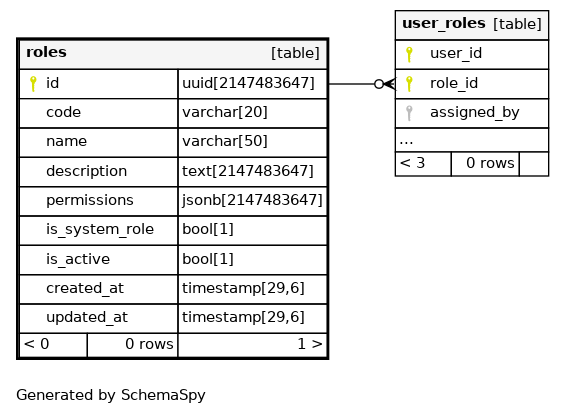 roles [table]
id uuid[2147483647]
code varchar[20]
name varchar[50]
description text[2147483647]
permissions jsonb[2147483647]
is_system_role bool[1]
is_active bool[1]
created_at timestamp[29,6]
updated_at timestamp[29,6]
< 0 0 rows 1 >
user_roles [table]
user_id
role_id
assigned_by
...
< 3 0 rows
Generated by SchemaSpy